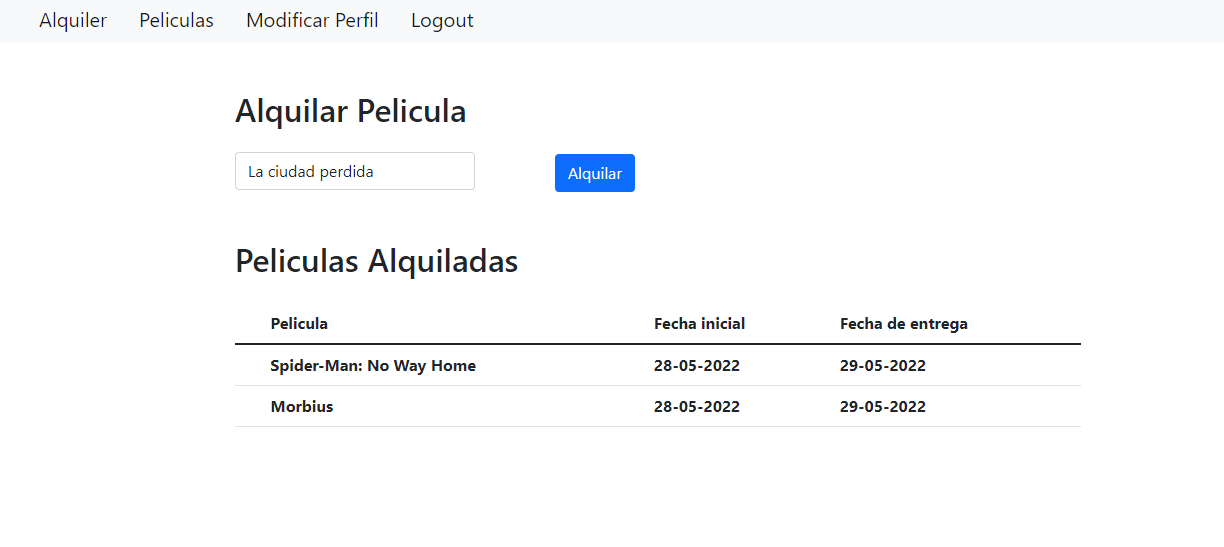 Alquiler Peliculas Modificar Perfil Logout
Alquilar Pelicula
La ciudad perdida Alquilar
Peliculas Alquiladas
Pelicula Fecha inicial Fecha de entrega
Spider-Man: No Way Home 28-05-2022 29-05-2022
Morbius 28-05-2022 29-05-2022